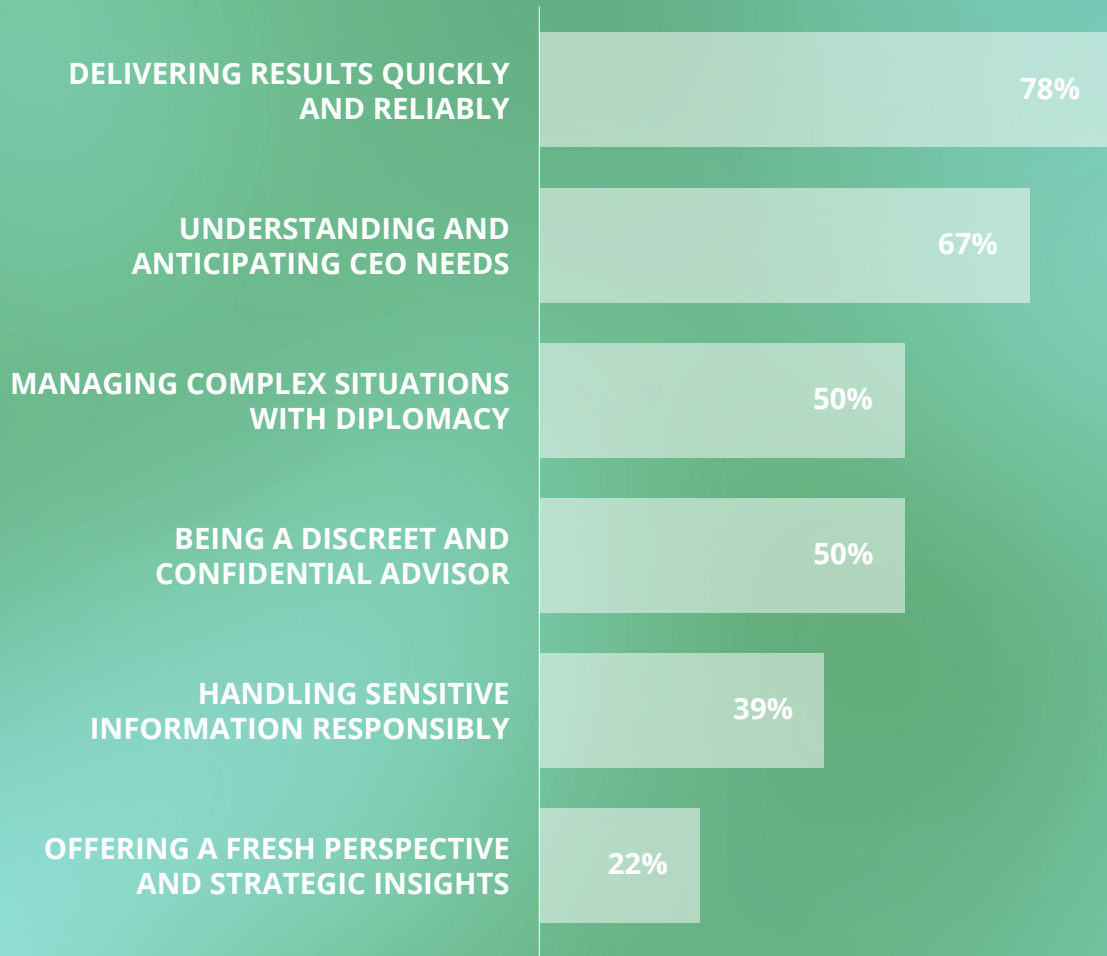 DELIVERING RESULTS QUICKLY
AND RELIABLY
78%
UNDERSTANDING AND
ANTICIPATING CEO NEEDS
67%
MANAGING COMPLEX SITUATIONS
WITH DIPLOMACY
50%
BEING A DISCREET AND
CONFIDENTIAL ADVISOR
50%
HANDLING SENSITIVE
INFORMATION RESPONSIBLY
39%
OFFERING A FRESH PERSPECTIVE
AND STRATEGIC INSIGHTS
22%